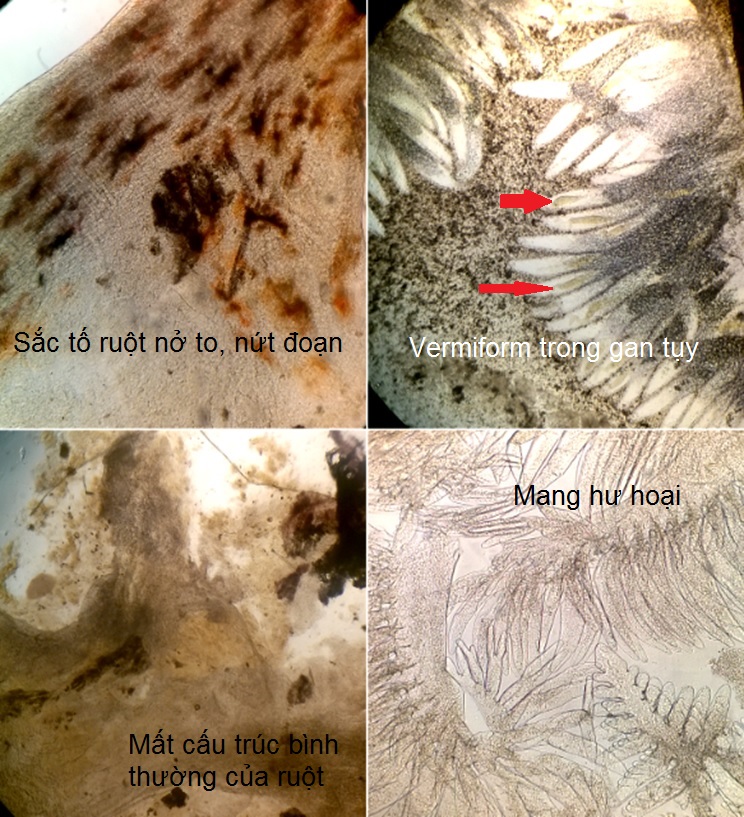 Sắc tố ruột nở to, nứt đoạn
Vermiform trong gan tụy
Mang hư hoại
Mất cấu trúc bình
thường của ruột